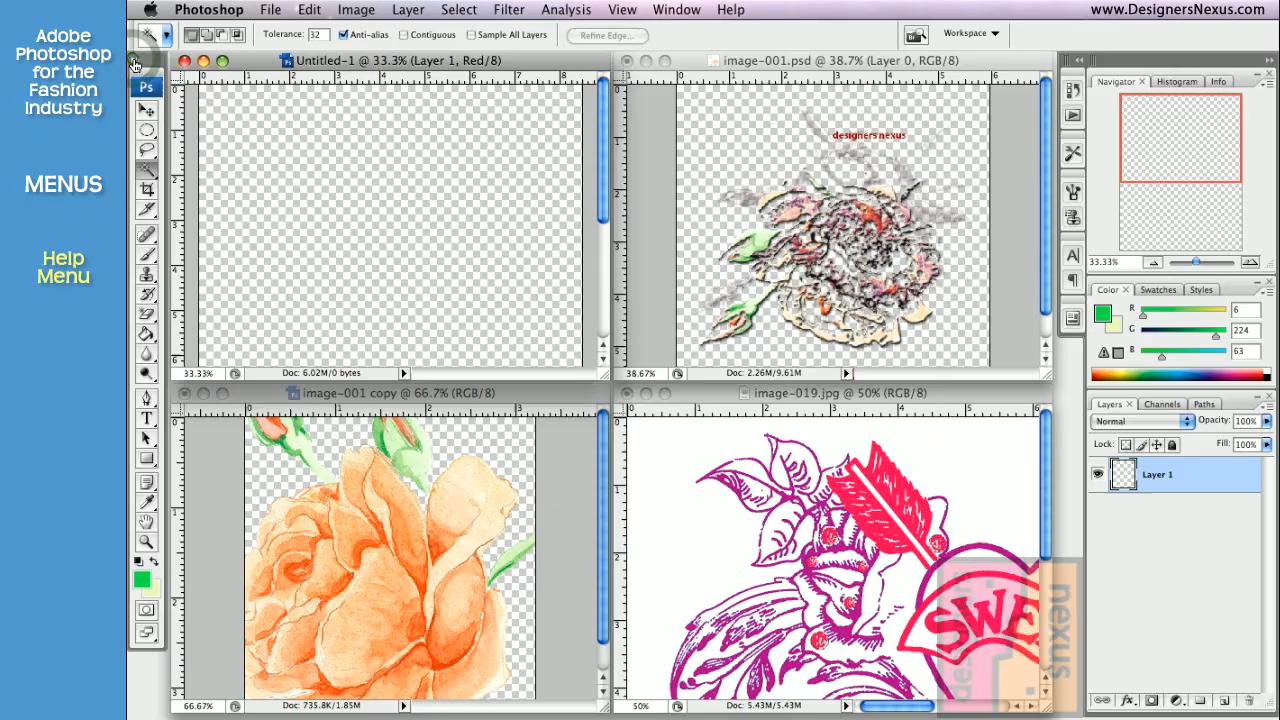 Adobe
Photoshop
for the
Fashion
Industry
MENUS
Help
Menu
Photoshop File Edit Image Layer Select Filter Analysis View Window Help
www.DesignersNexus.com
Tolerance: 32 Anti-alias Contiguous Sample All Layers Refine Edge... Workspace
Untitled-1 @ 33.3% (Layer 1, Red/8)
image-001.psd @ 38.7% (Layer 0, RGB/8)
Ps
designers nexus
33.33% Doc: 6.02M/0 bytes
38.67% Doc: 2.26M/9.61M
image-001 copy @ 66.7% (RGB/8)
image-019.jpg @ 50% (RGB/8)
SWE
nexus
66.67% Doc: 735.8K/1.85M
50% Doc: 5.43M/5.43M
Navigator Histogram Info
33.33%
Color Swatches Styles
R 6
G 224
B 63
Layers Channels Paths
Normal Opacity: 100%
Lock: Fill: 100%
Layer 1